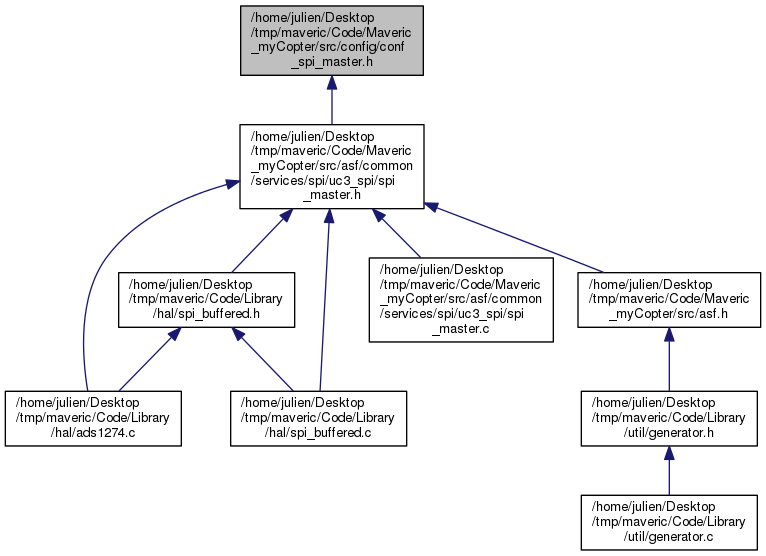 /home/julien/Desktop
/tmp/maveric/Code/Maveric
_myCopter/src/config/conf
_spi_master.h
/home/julien/Desktop
/tmp/maveric/Code/Maveric
_myCopter/src/asf/common
/services/spi/uc3_spi/spi
_master.h
/home/julien/Desktop
/tmp/maveric/Code/Library
/hal/spi_buffered.h
/home/julien/Desktop
/tmp/maveric/Code/Maveric
_myCopter/src/asf/common
/services/spi/uc3_spi/spi
_master.c
/home/julien/Desktop
/tmp/maveric/Code/Maveric
_myCopter/src/asf.h
/home/julien/Desktop
/tmp/maveric/Code/Library
/hal/ads1274.c
/home/julien/Desktop
/tmp/maveric/Code/Library
/hal/spi_buffered.c
/home/julien/Desktop
/tmp/maveric/Code/Library
/util/generator.h
/home/julien/Desktop
/tmp/maveric/Code/Library
/util/generator.c